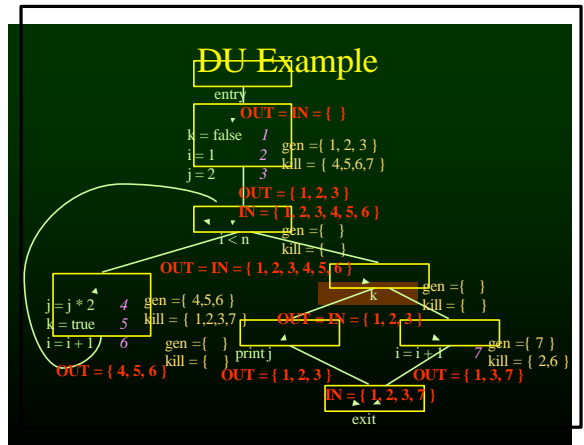 DU Example
entry
OUT = IN = { }
k = false 1
i = 1 2
j = 2 3
gen ={ 1, 2, 3 }
kill = { 4,5,6,7 }
OUT = { 1, 2, 3 }
IN = { 1, 2, 3, 4, 5, 6 }
i < n
gen ={ }
kill = { }
OUT = IN = { 1, 2, 3, 4, 5, 6 }
k
gen ={ }
kill = { }
j = j * 2 4
k = true 5
i = i + 1 6
gen ={ 4,5,6 }
kill = { 1,2,3,7 }
OUT = { 4, 5, 6 }
OUT = IN = { 1, 2, 3 }
print j
gen ={ }
kill = { }
OUT = { 1, 2, 3 }
i = i + 1 7
gen ={ 7 }
kill = { 2,6 }
OUT = { 1, 3, 7 }
IN = { 1, 2, 3, 7 }
exit